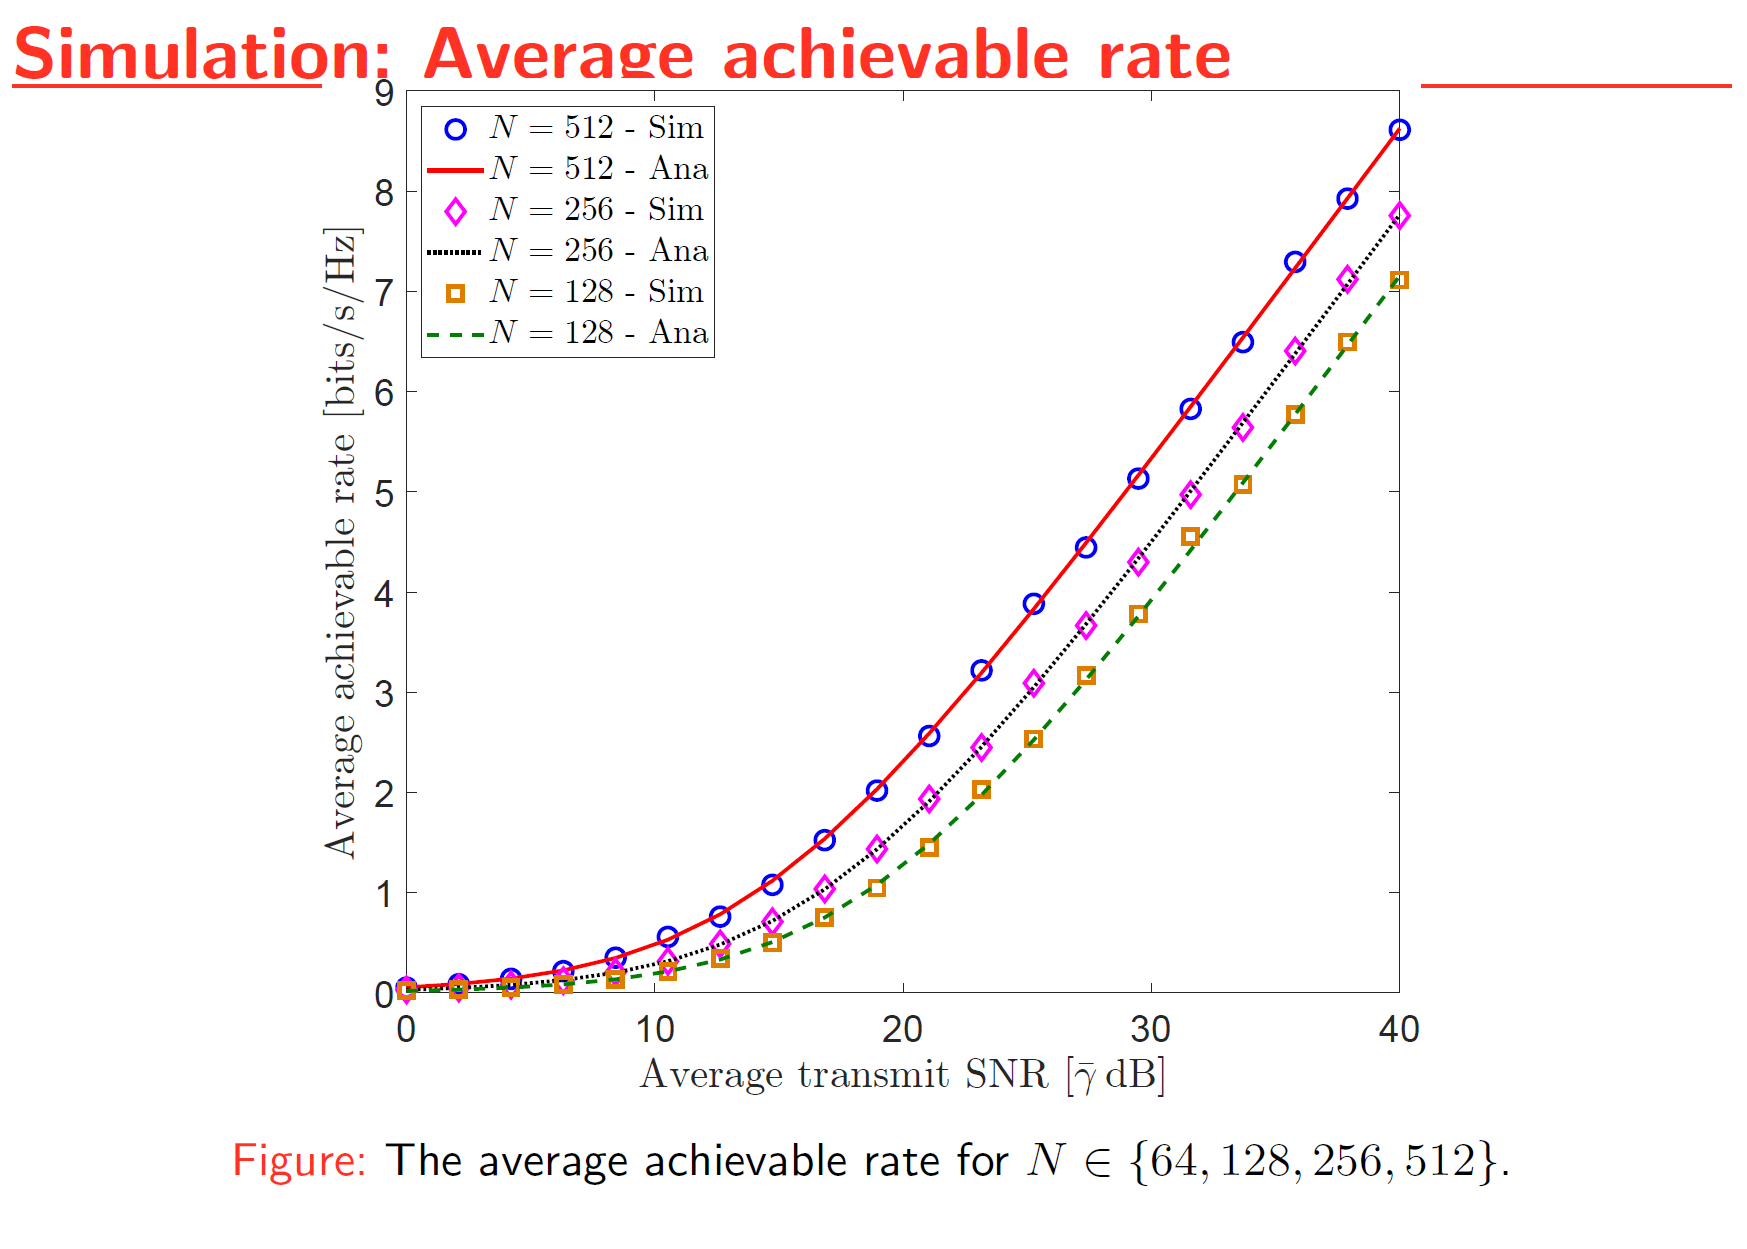 Simulation: Average achievable rate
9
8
7
6
5
4
3
2
1
0
Average achievable rate [bits/s/Hz]
N = 512 - Sim
N = 512 - Ana
N = 256 - Sim
N = 256 - Ana
N = 128 - Sim
N = 128 - Ana
0 10 20 30 40
Average transmit SNR [γ̄ dB]
Figure: The average achievable rate for N ∈ {64, 128, 256, 512}.